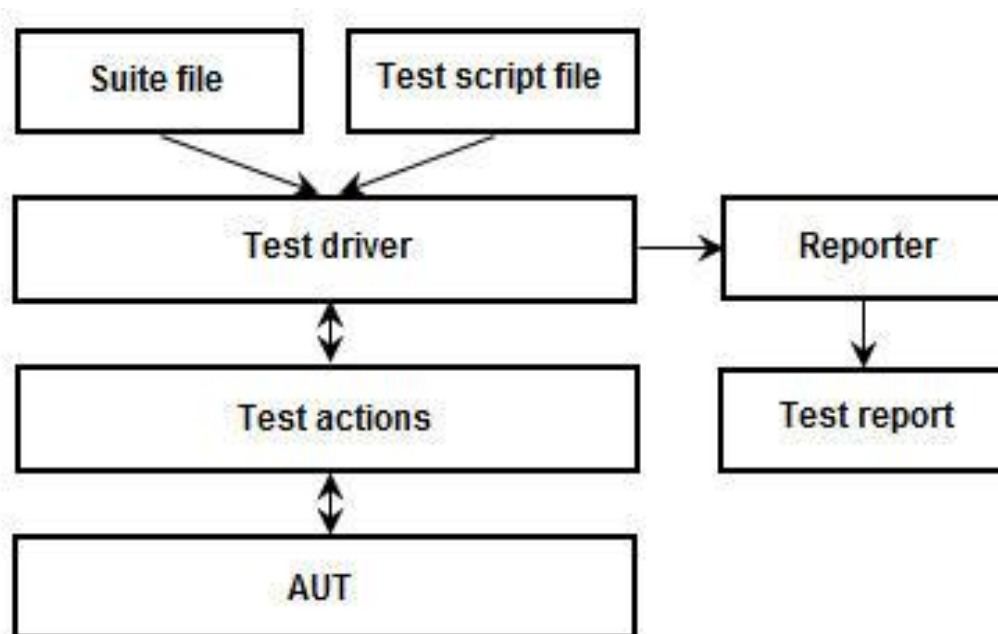 Suite file
Test script file
Test driver
Reporter
Test actions
Test report
AUT